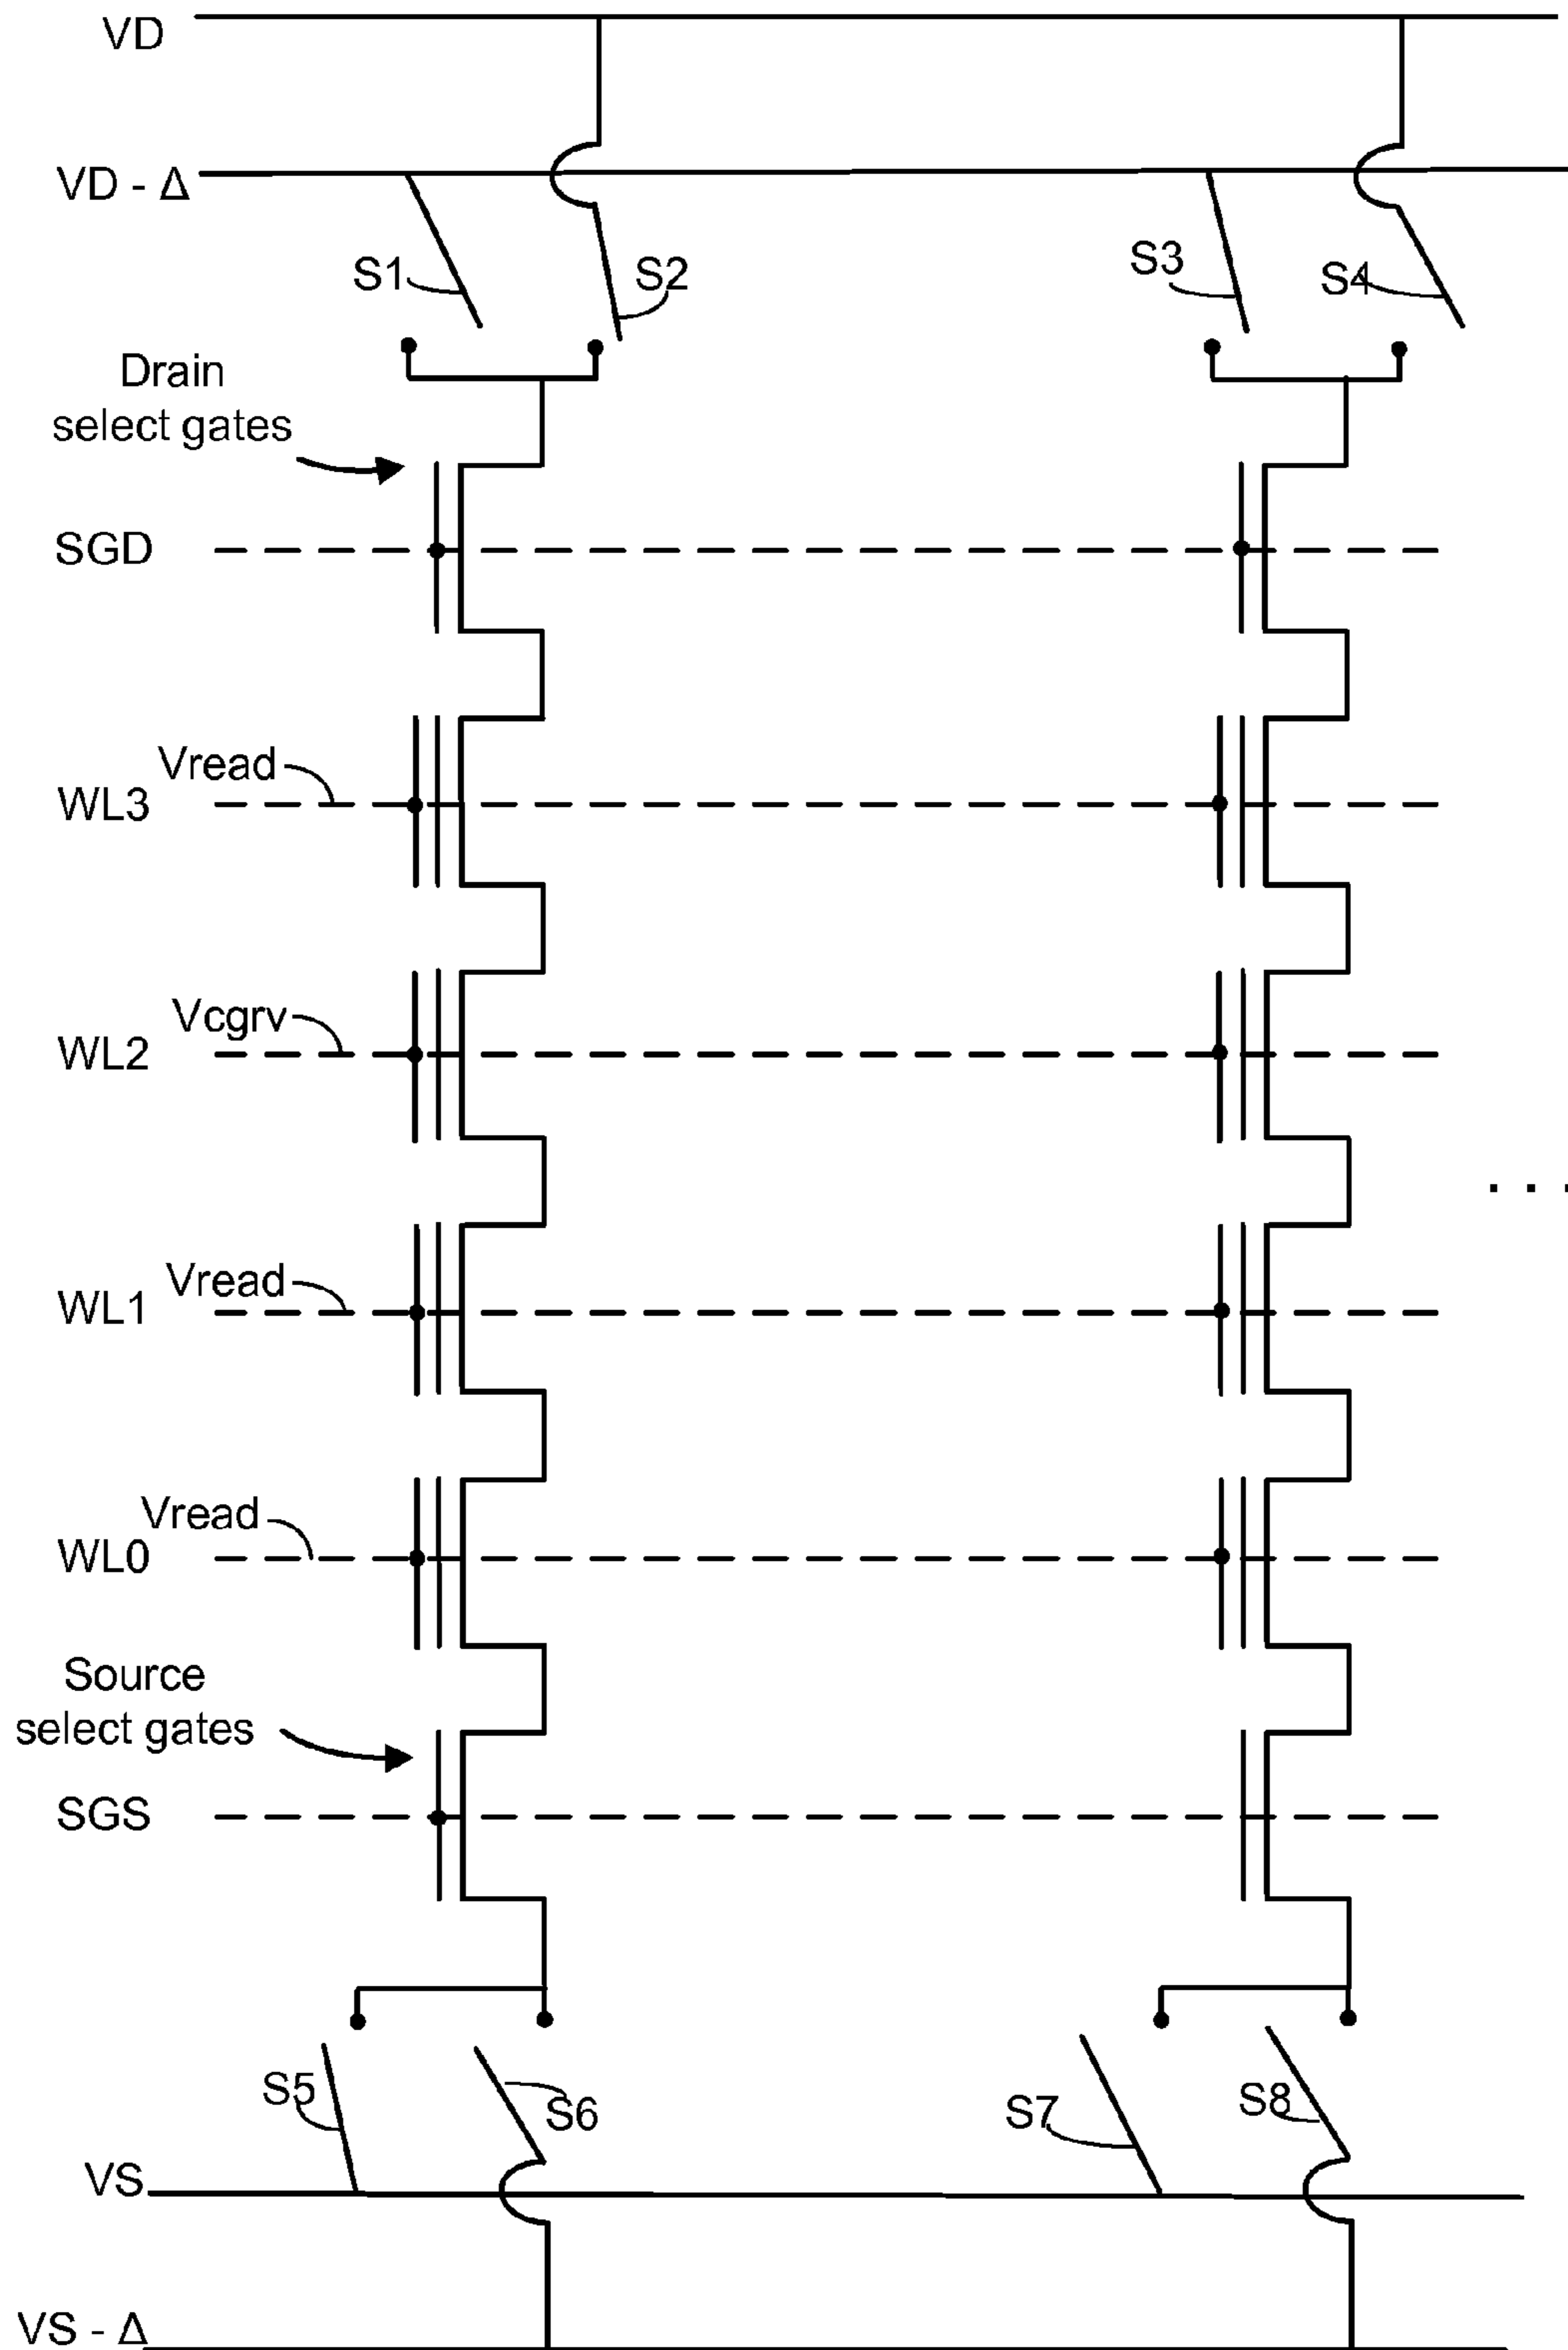 VD
VD - Δ
S1
S2
S3
S4
Drain
select gates
SGD
Vread
WL3
Vcgrv
WL2
. . .
Vread
WL1
Vread
WL0
Source
select gates
SGS
S5
S6
S7
S8
VS
VS - Δ